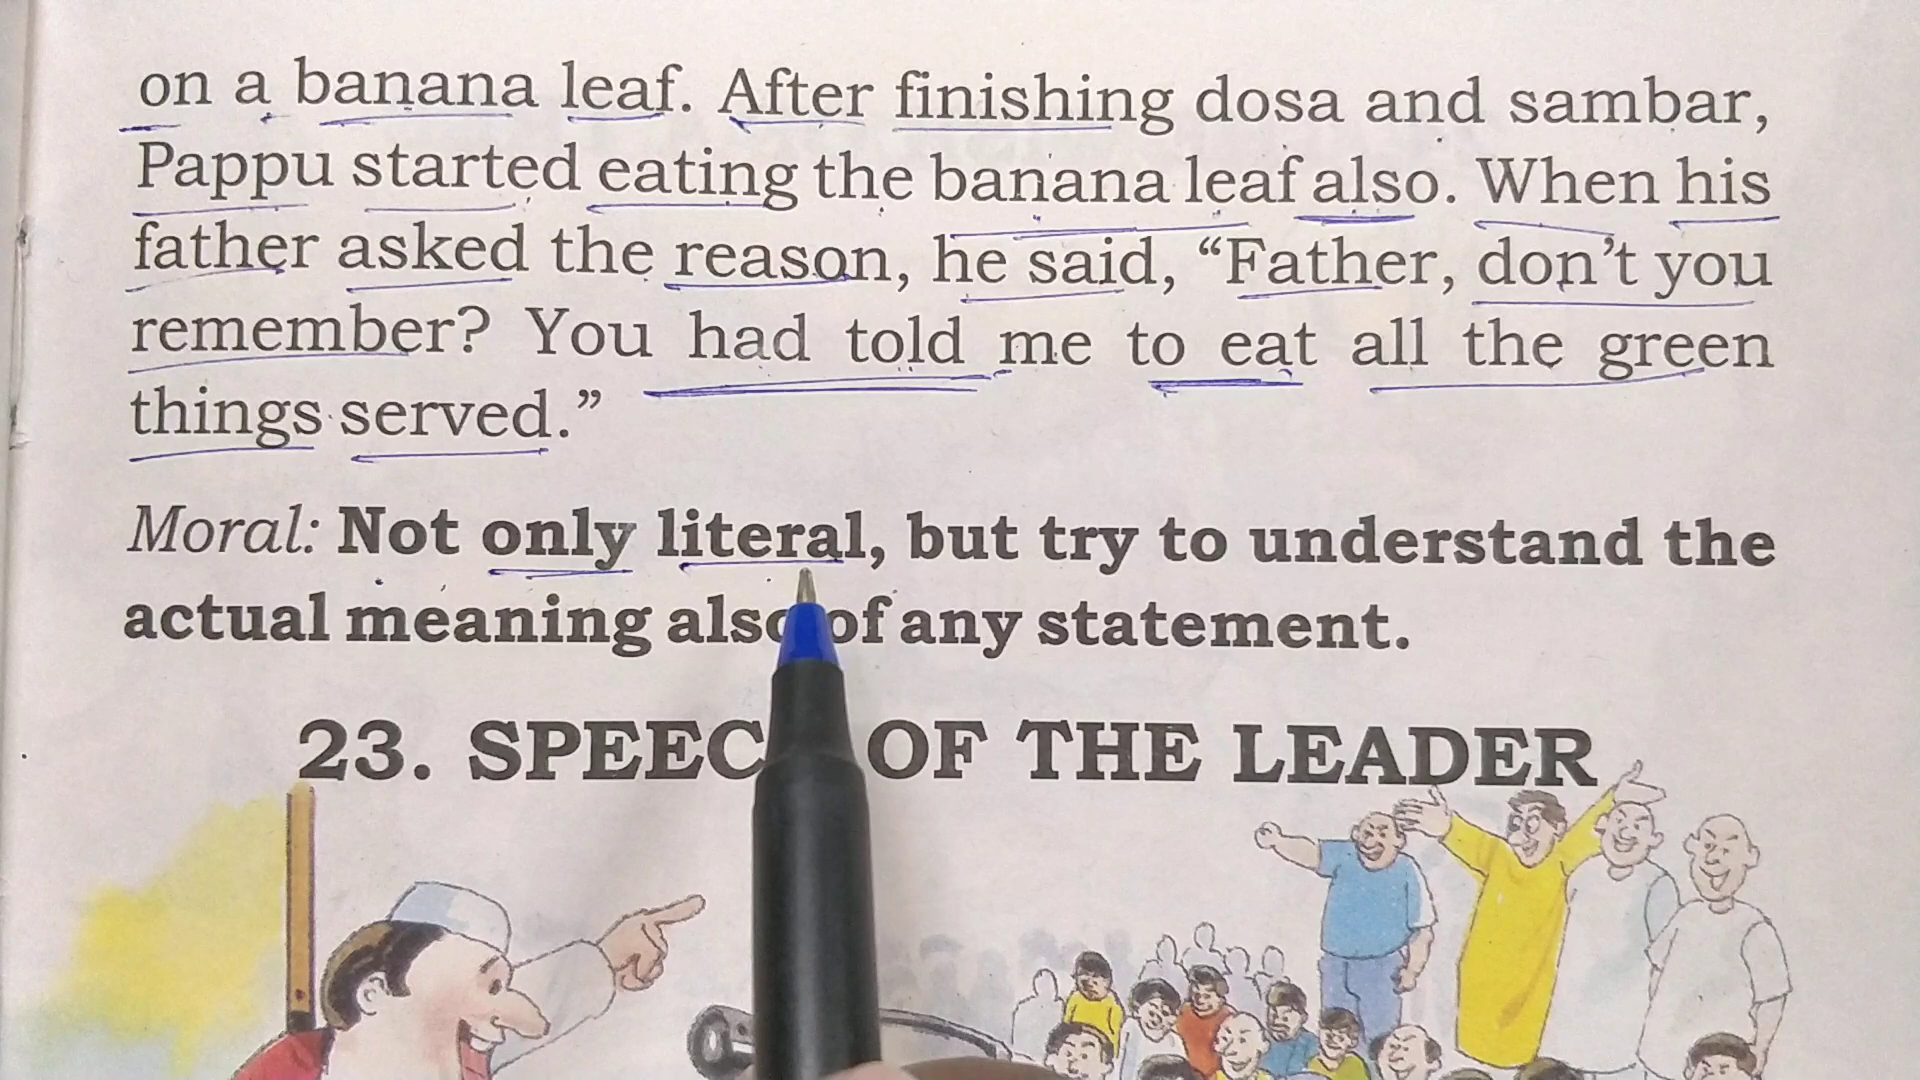 on a banana leaf. After finishing dosa and sambar,
Pappu started eating the banana leaf also. When his
father asked the reason, he said, “Father, don’t you
remember? You had told me to eat all the green
things served.”
Moral: Not only literal, but try to understand the
actual meaning also of any statement.
23. SPEEC OF THE LEADER